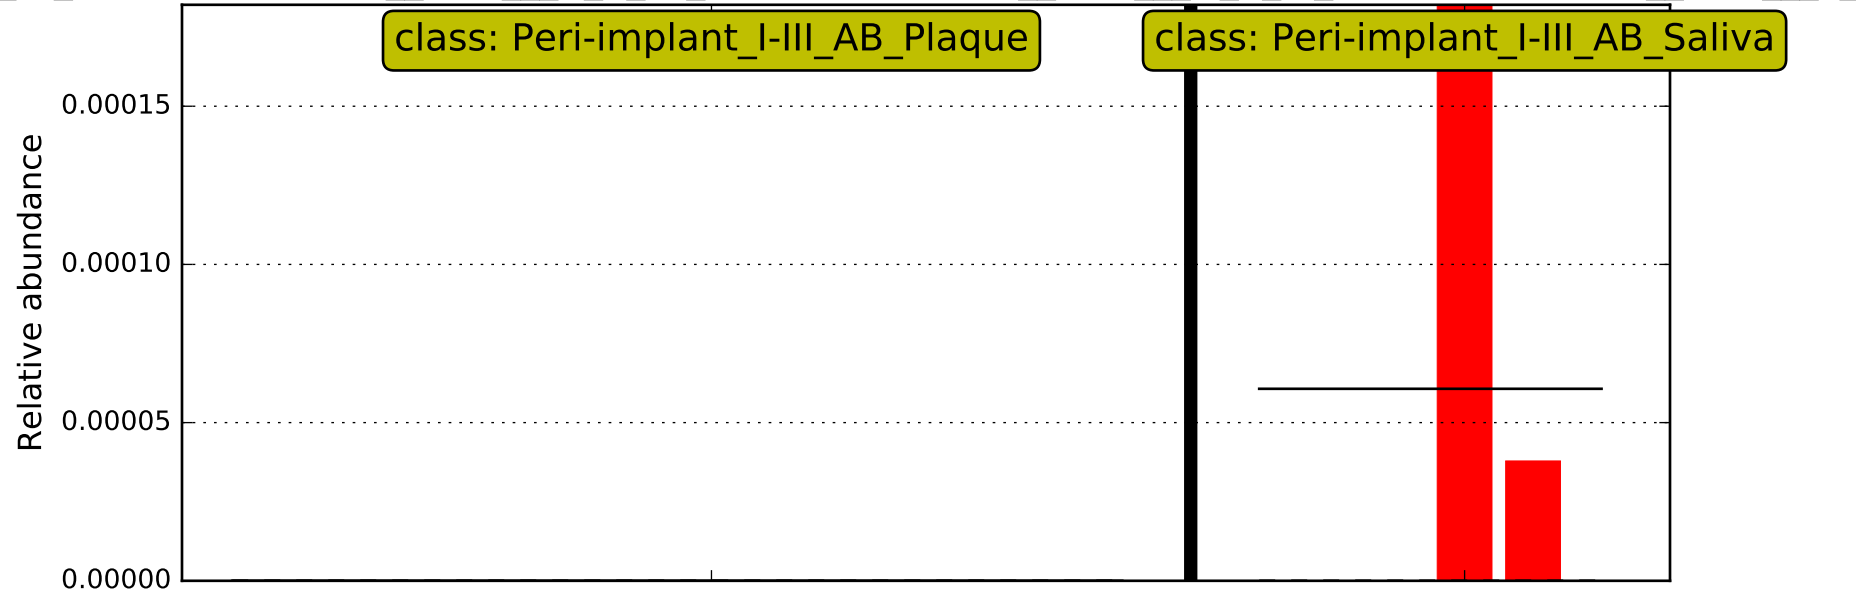 class: Peri-implant_I-III_AB_Plaque
class: Peri-implant_I-III_AB_Saliva
Relative abundance
0.00015
0.00010
0.00005
0.00000